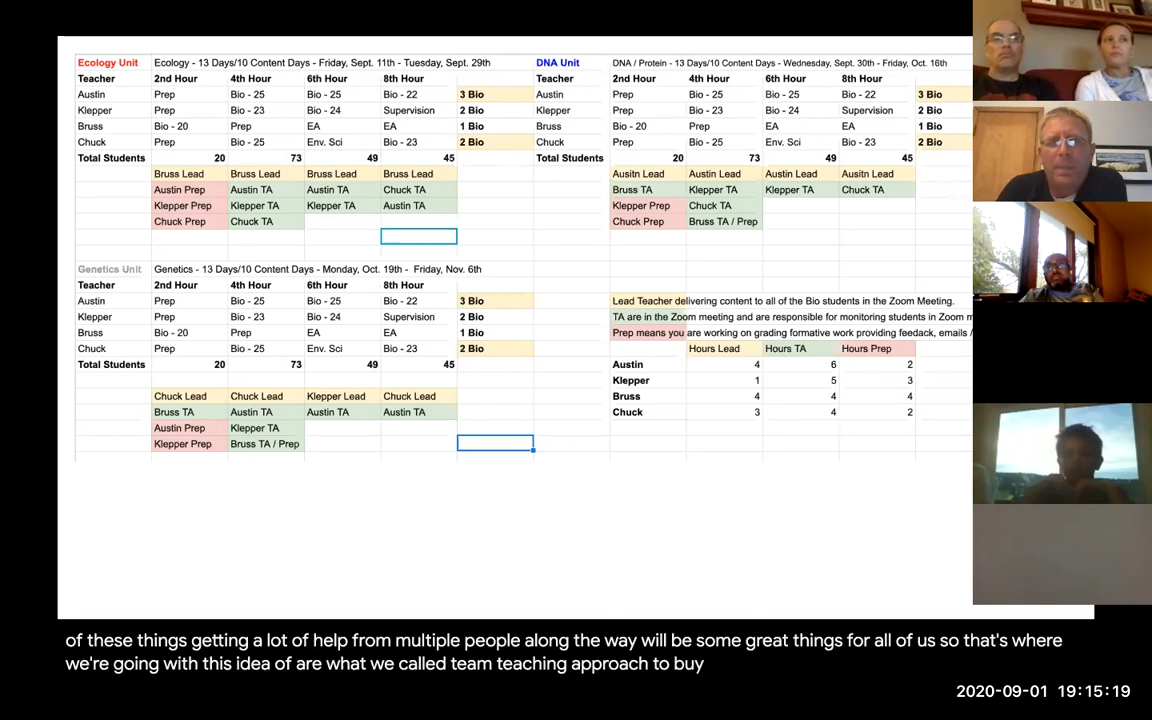 Ecology Unit Ecology - 13 Days/10 Content Days - Friday, Sept. 11th - Tuesday, Sept. 29th DNA Unit DNA / Protein - 13 Days/10 Content Days - Wednesday, Sept. 30th - Friday, Oct. 16th
Teacher 2nd Hour 4th Hour 6th Hour 8th Hour Teacher 2nd Hour 4th Hour 6th Hour 8th Hour
Austin Prep Bio - 25 Bio - 25 Bio - 22 3 Bio Austin Prep Bio - 25 Bio - 25 Bio - 22 3 Bio
Klepper Prep Bio - 23 Bio - 24 Supervision 2 Bio Klepper Prep Bio - 23 Bio - 24 Supervision 2 Bio
Bruss Bio - 20 Prep EA EA 1 Bio Bruss Bio - 20 Prep EA EA 1 Bio
Chuck Prep Bio - 25 Env. Sci Bio - 23 2 Bio Chuck Prep Bio - 25 Env. Sci Bio - 23 2 Bio
Total Students 20 73 49 45 Total Students 20 73 49 45
Bruss Lead Bruss Lead Bruss Lead Bruss Lead Ausitn Lead Austin Lead Austin Lead Ausitn Lead
Austin Prep Austin TA Austin TA Chuck TA Bruss TA Klepper TA Klepper TA Chuck TA
Klepper Prep Klepper TA Klepper TA Austin TA Klepper Prep Chuck TA
Chuck Prep Chuck TA Chuck Prep Bruss TA / Prep
Genetics Unit Genetics - 13 Days/10 Content Days - Monday, Oct. 19th - Friday, Nov. 6th
Teacher 2nd Hour 4th Hour 6th Hour 8th Hour
Austin Prep Bio - 25 Bio - 25 Bio - 22 3 Bio Lead Teacher delivering content to all of the Bio students in the Zoom Meeting.
Klepper Prep Bio - 23 Bio - 24 Supervision 2 Bio TA are in the Zoom meeting and are responsible for monitoring students in Zoom
Bruss Bio - 20 Prep EA EA 1 Bio Prep means you are working on grading formative work providing feedack, emails /
Chuck Prep Bio - 25 Env. Sci Bio - 23 2 Bio Hours Lead Hours TA Hours Prep
Total Students 20 73 49 45 Austin 4 6 2
Klepper 1 5 3
Chuck Lead Chuck Lead Klepper Lead Chuck Lead Bruss 4 4 4
Bruss TA Austin TA Austin TA Austin TA Chuck 3 4 2
Austin Prep Klepper TA
Klepper Prep Bruss TA / Prep
of these things getting a lot of help from multiple people along the way will be some great things for all of us so that's where
we're going with this idea of are what we called team teaching approach to buy
2020-09-01 19:15:19